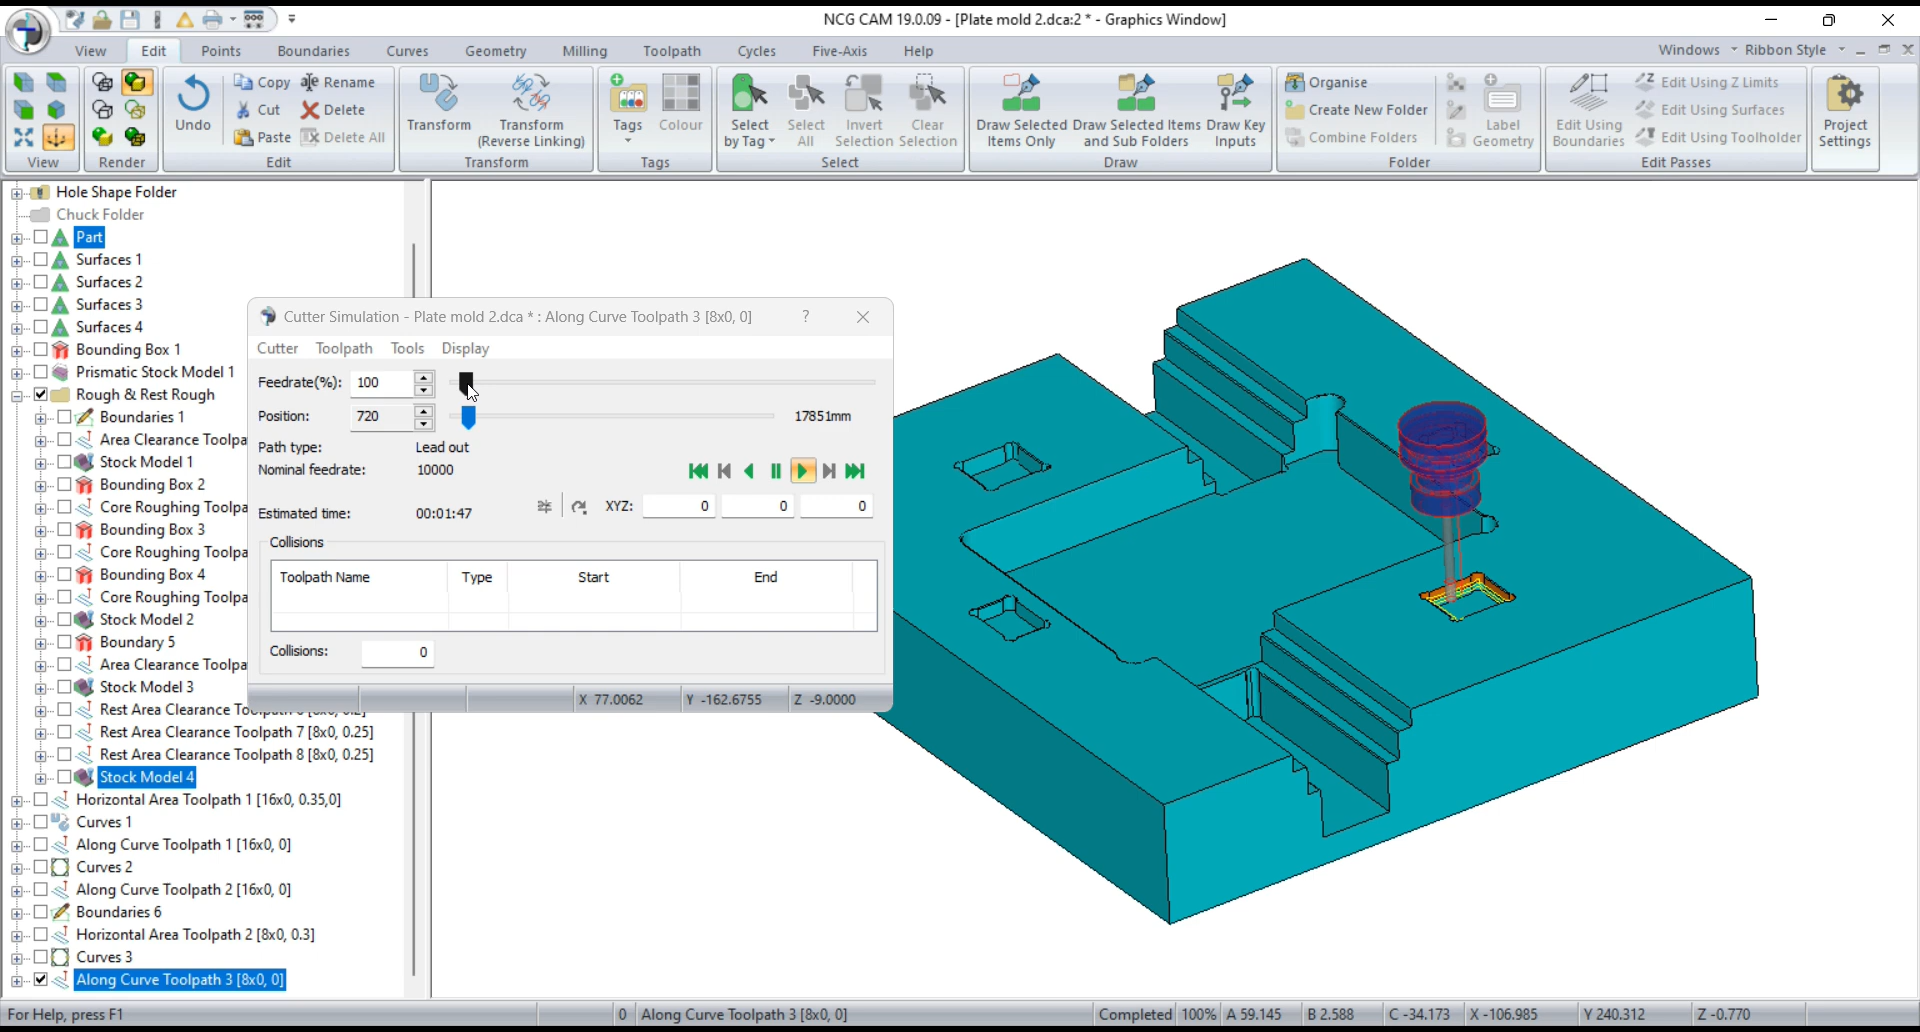 NCG CAM 19.0.09 - [Plate mold 2.dca:2 * - Graphics Window]
View Edit Points Boundaries Curves Geometry Milling Toolpath Cycles Five-Axis Help Windows Ribbon Style
Undo Copy Rename Cut Delete Paste Delete All
Transform Transform (Reverse Linking)
Tags Colour
Select by Tag Select All Invert Selection Clear Selection
Draw Selected Items Only Draw Selected Items and Sub Folders Draw Key Inputs
Organise Create New Folder Combine Folders Label Geometry
Edit Using Boundaries Edit Using Z Limits Edit Using Surfaces Edit Using Toolholder
Project Settings
View Render Edit Transform Tags Select Draw Folder Edit Passes
Hole Shape Folder
Chuck Folder
Part
Surfaces 1
Surfaces 2
Surfaces 3
Surfaces 4
Bounding Box 1
Prismatic Stock Model 1
Rough & Rest Rough
Boundaries 1
Area Clearance Toolpa
Stock Model 1
Bounding Box 2
Core Roughing Toolpa
Bounding Box 3
Core Roughing Toolpa
Bounding Box 4
Core Roughing Toolpa
Stock Model 2
Boundary 5
Area Clearance Toolpa
Stock Model 3
Rest Area Clearance
Rest Area Clearance Toolpath 7 [8x0, 0.25]
Rest Area Clearance Toolpath 8 [8x0, 0.25]
Stock Model 4
Horizontal Area Toolpath 1 [16x0, 0.35,0]
Curves 1
Along Curve Toolpath 1 [16x0, 0]
Curves 2
Along Curve Toolpath 2 [16x0, 0]
Boundaries 6
Horizontal Area Toolpath 2 [8x0, 0.3]
Curves 3
Along Curve Toolpath 3 [8x0, 0]
Cutter Simulation - Plate mold 2.dca * : Along Curve Toolpath 3 [8x0, 0] ?
Cutter Toolpath Tools Display
Feedrate(%): 100
Position: 720 17851mm
Path type: Lead out
Nominal feedrate: 10000
Estimated time: 00:01:47 XYZ: 0 0 0
Collisions
Toolpath Name Type Start End
Collisions: 0
X 77.0062 Y -162.6755 Z -9.0000
For Help, press F1 0 Along Curve Toolpath 3 [8x0, 0] Completed 100% A 59.145 B 2.588 C -34.173 X -106.985 Y 240.312 Z -0.770